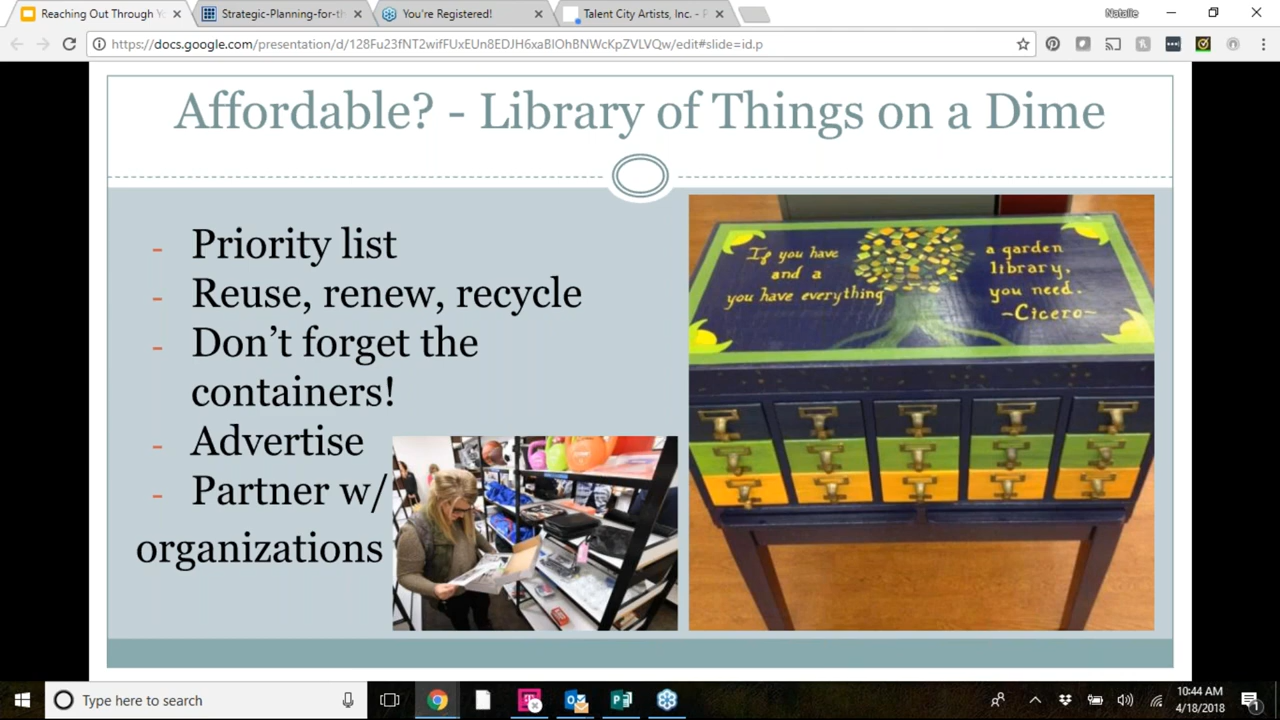 Reaching Out Through Y
Strategic-Planning-for-th
You're Registered!
Talent City Artists, Inc. - P
Natalie
https://docs.google.com/presentation/d/128Fu23fNT2wifFUxEUn8EDJH6xaBlOhBNWcKpZVLVQw/edit#slide=id.p
Affordable? - Library of Things on a Dime
- Priority list
- Reuse, renew, recycle
- Don't forget the
containers!
- Advertise
- Partner w/
organizations
If you have a garden
and a library,
you have everything you need.
~Cicero~
Type here to search
10:44 AM
4/18/2018
1